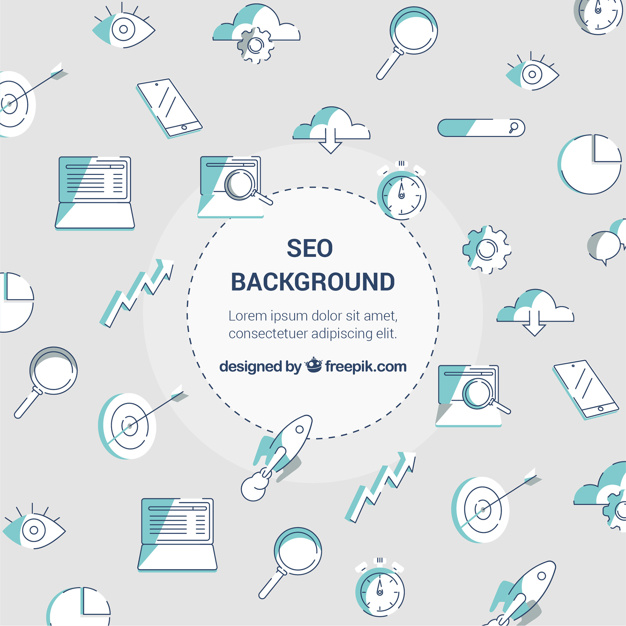 SEO
BACKGROUND
Lorem ipsum dolor sit amet,
consectetuer adipiscing elit.
designed by freepik.com